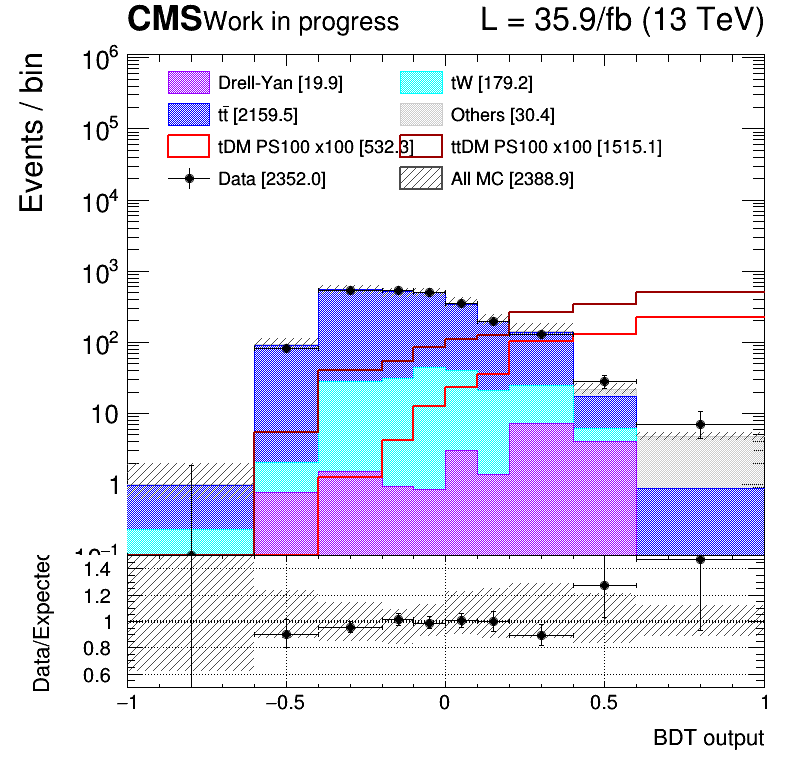 CMS Work in progress L = 35.9/fb (13 TeV)
Events / bin
10^6
10^5
10^4
10^3
10^2
10
1
10^-1
Drell-Yan [19.9] tW [179.2]
tt̄ [2159.5] Others [30.4]
tDM PS100 x100 [532.3] ttDM PS100 x100 [1515.1]
Data [2352.0] All MC [2388.9]
Data/Expected
1.4
1.2
1
0.8
0.6
−1 −0.5 0 0.5 1
BDT output